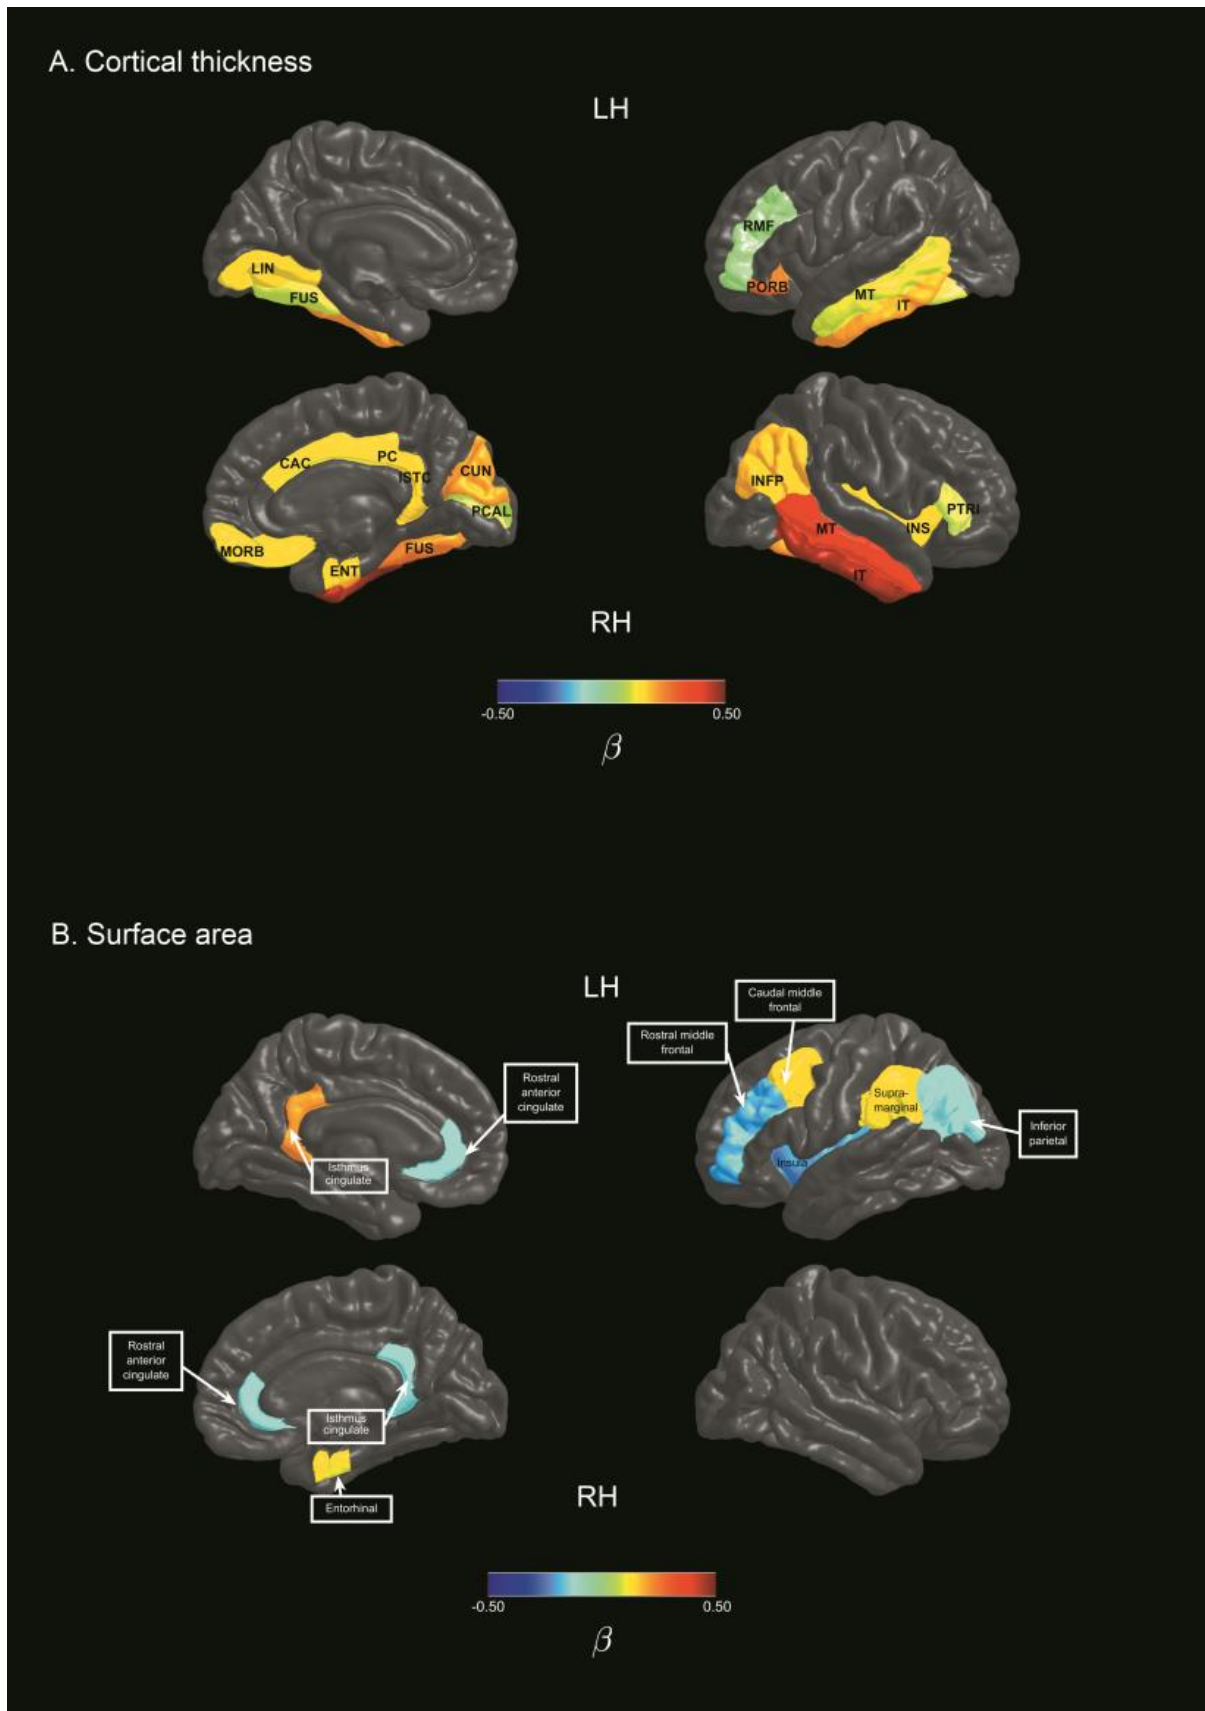 A. Cortical thickness
LH
LIN
FUS
RMF
PORB
MT
IT
CAC
PC
ISTC
CUN
PCAL
MORB
ENT
FUS
INFP
MT
IT
INS
PTRI
RH
-0.50
0.50
β
B. Surface area
LH
Rostral
anterior
cingulate
Isthmus
cingulate
Caudal middle
frontal
Rostral middle
frontal
Supra-
marginal
Insula
Inferior
parietal
Rostral
anterior
cingulate
Isthmus
cingulate
Entorhinal
RH
-0.50
0.50
β